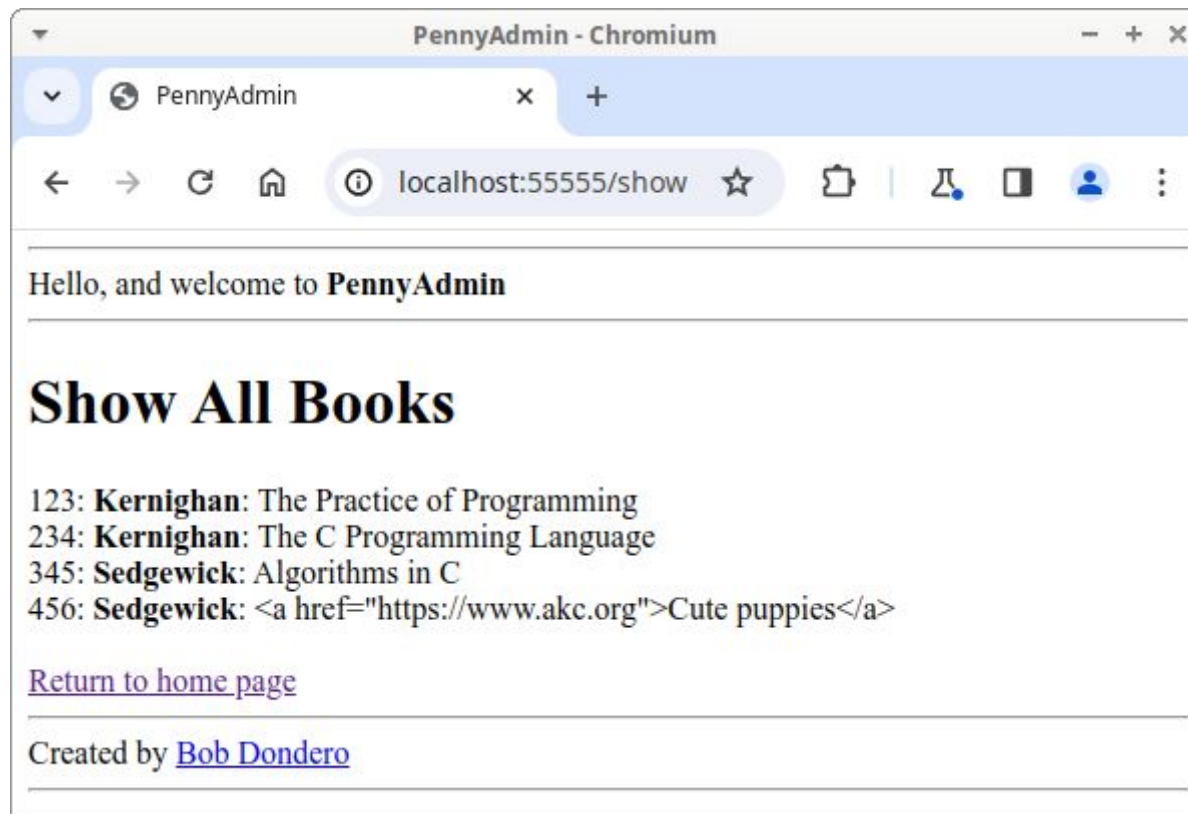 PennyAdmin - Chromium
PennyAdmin
localhost:55555/show
Hello, and welcome to PennyAdmin
Show All Books
123: Kernighan: The Practice of Programming
234: Kernighan: The C Programming Language
345: Sedgewick: Algorithms in C
456: Sedgewick: <a href="https://www.akc.org">Cute puppies</a>
Return to home page
Created by Bob Dondero